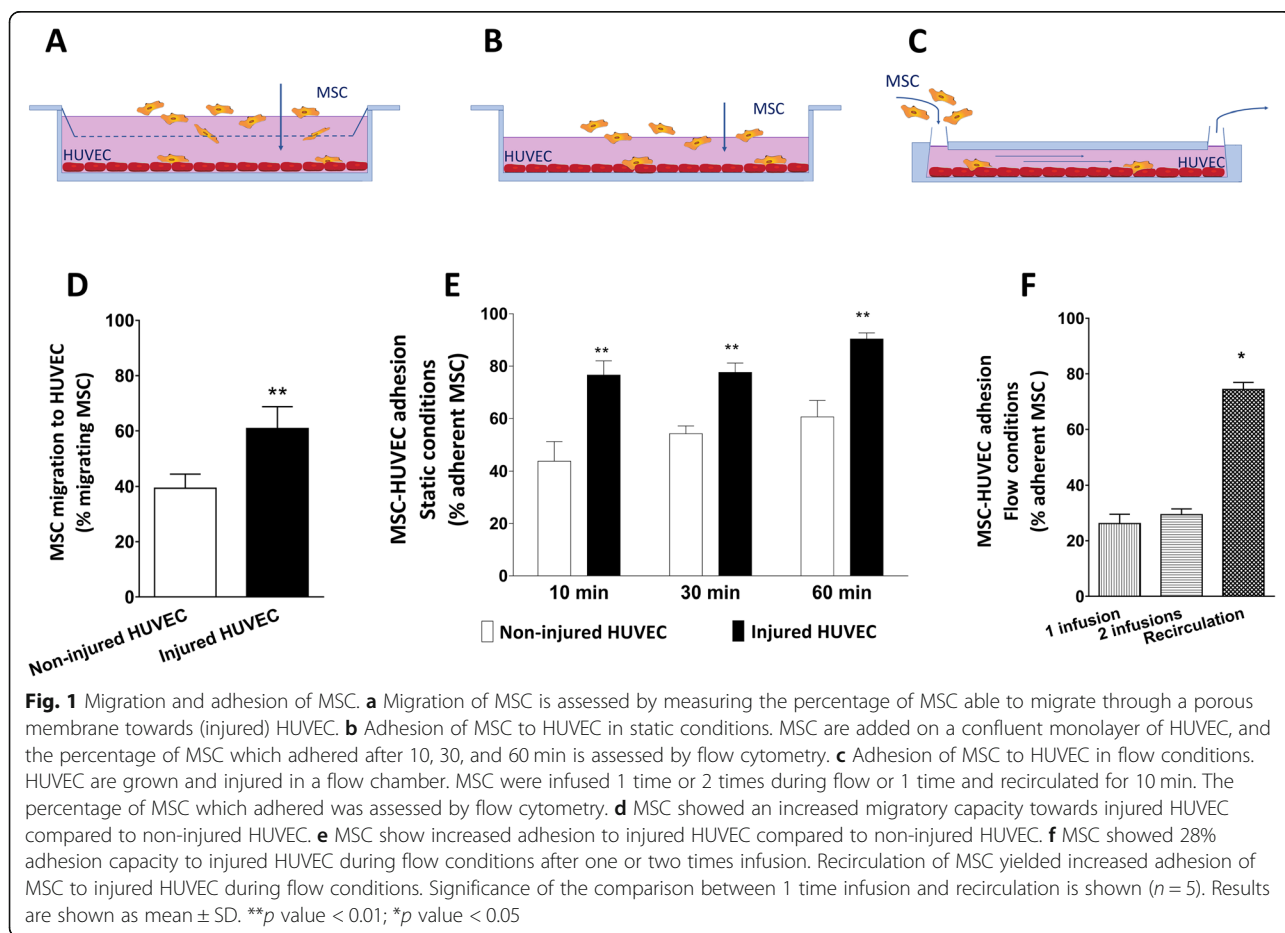 A
B
C
MSC
HUVEC
MSC
HUVEC
MSC
HUVEC
D
MSC migration to HUVEC
(% migrating MSC)
100
80
60
40
20
0
**
Non-injured HUVEC
Injured HUVEC
E
MSC-HUVEC adhesion
Static conditions
(% adherent MSC)
100
80
60
40
20
0
**
**
**
10 min
30 min
60 min
Non-injured HUVEC
Injured HUVEC
F
MSC-HUVEC adhesion
Flow conditions
(% adherent MSC )
100
80
60
40
20
0
*
1 infusion
2 infusions
Recirculation
Fig. 1 Migration and adhesion of MSC. a Migration of MSC is assessed by measuring the percentage of MSC able to migrate through a porous
membrane towards (injured) HUVEC. b Adhesion of MSC to HUVEC in static conditions. MSC are added on a confluent monolayer of HUVEC, and
the percentage of MSC which adhered after 10, 30, and 60 min is assessed by flow cytometry. c Adhesion of MSC to HUVEC in flow conditions.
HUVEC are grown and injured in a flow chamber. MSC were infused 1 time or 2 times during flow or 1 time and recirculated for 10 min. The
percentage of MSC which adhered was assessed by flow cytometry. d MSC showed an increased migratory capacity towards injured HUVEC
compared to non-injured HUVEC. e MSC show increased adhesion to injured HUVEC compared to non-injured HUVEC. f MSC showed 28%
adhesion capacity to injured HUVEC during flow conditions after one or two times infusion. Recirculation of MSC yielded increased adhesion of
MSC to injured HUVEC during flow conditions. Significance of the comparison between 1 time infusion and recirculation is shown (n = 5). Results
are shown as mean ± SD. **p value < 0.01; *p value < 0.05